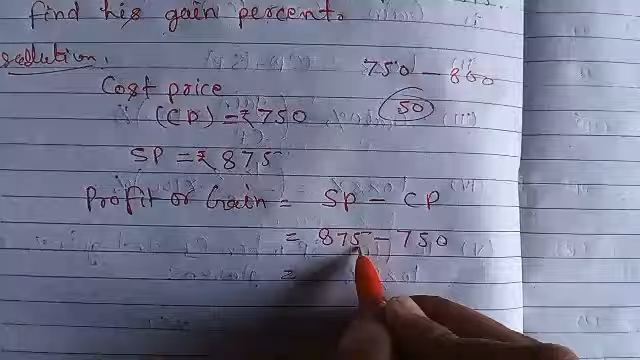 find his gain percent.
Solution.
750 - 800
Cost price
50
(CP) = ₹750
SP = ₹875
Profit or Gain = SP - CP
= 875 - 750
=